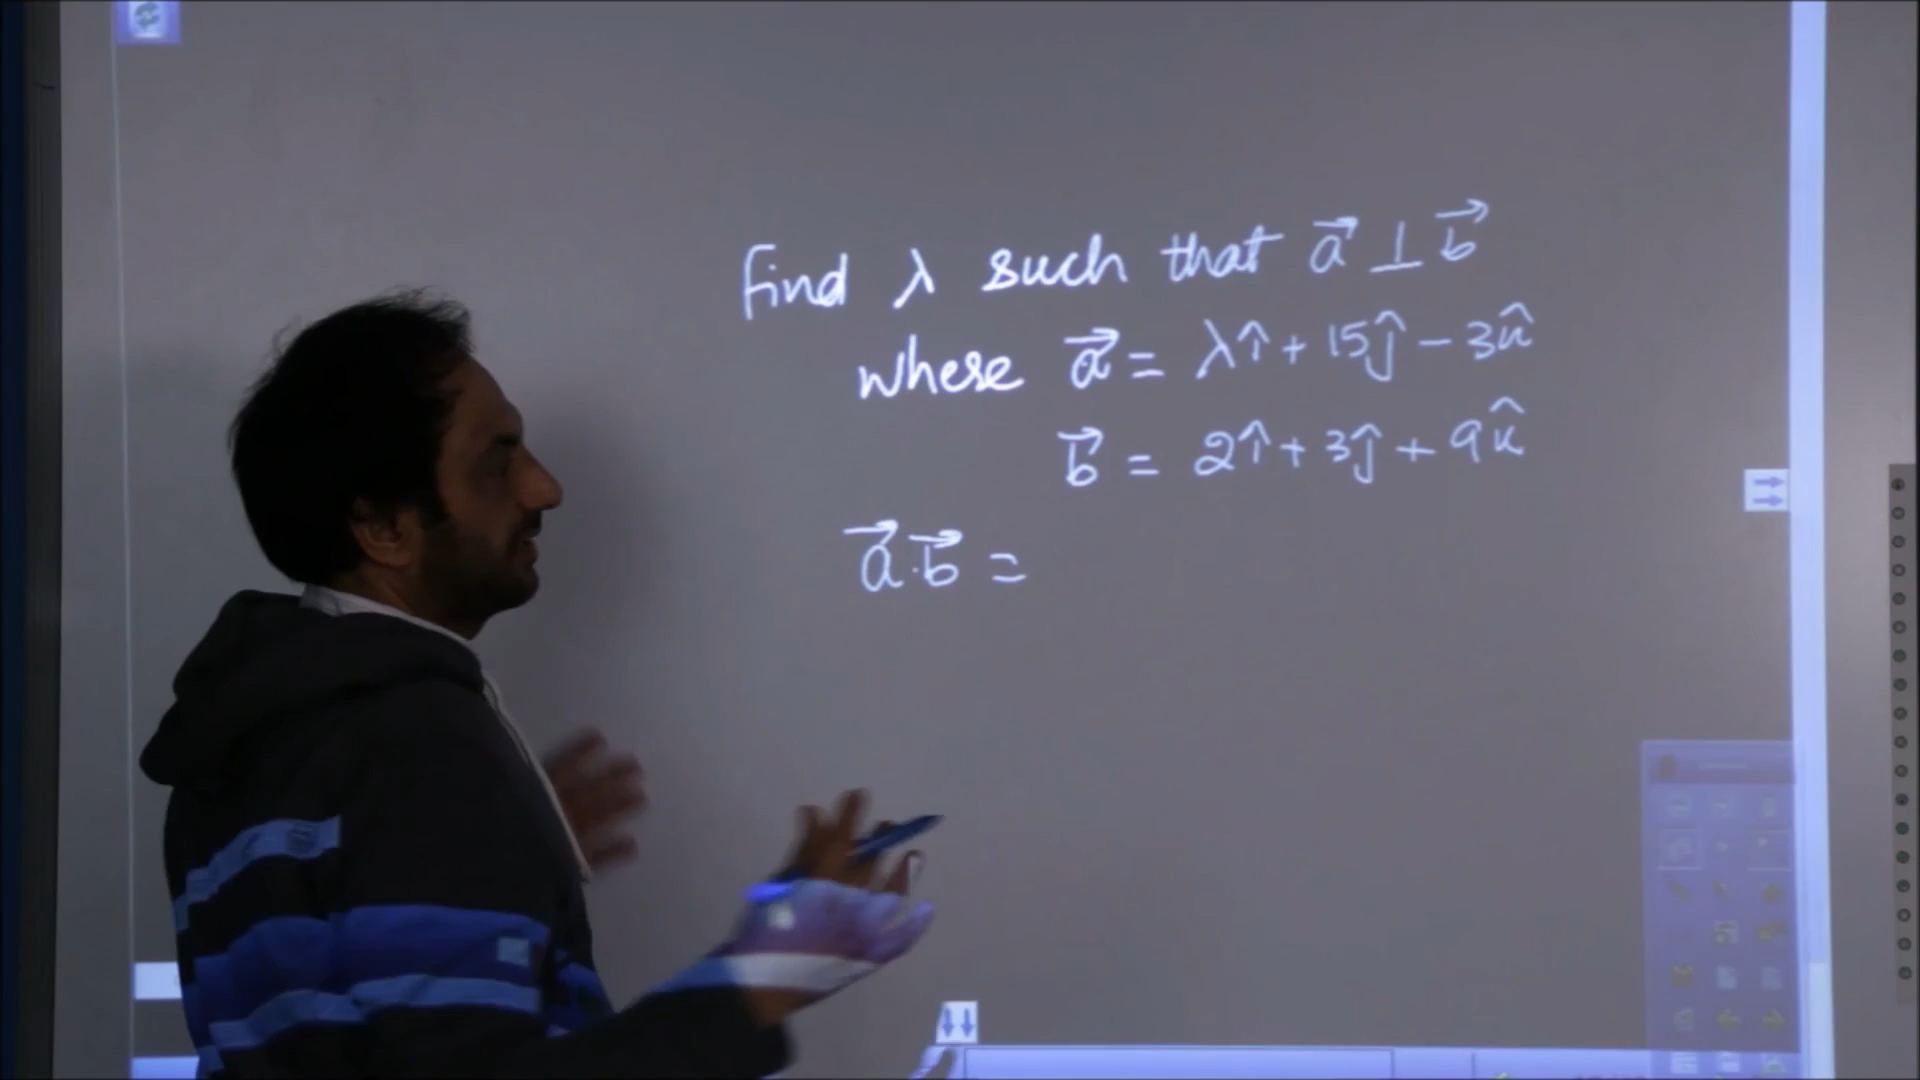 Find λ such that a⃗ ⊥ b⃗
where a⃗ = λî + 15ĵ - 3k̂
b⃗ = 2î + 3ĵ + 9k̂
a⃗.b⃗ =